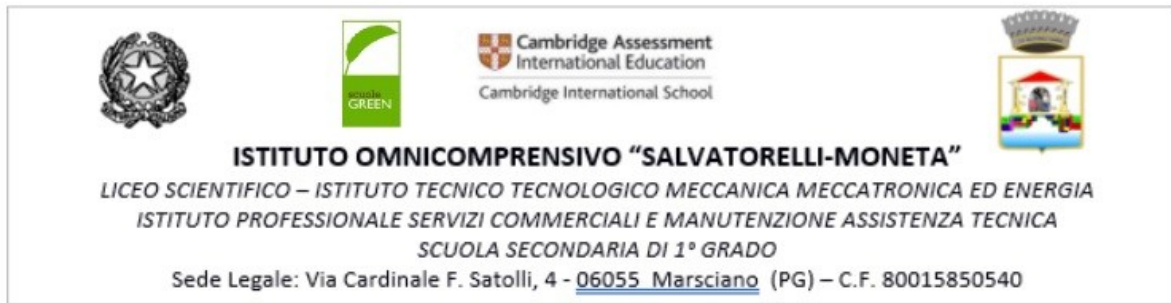 scuola
GREEN
Cambridge Assessment
International Education
Cambridge International School
ISTITUTO OMNICOMPRENSIVO “SALVATORELLI-MONETA”
LICEO SCIENTIFICO – ISTITUTO TECNICO TECNOLOGICO MECCANICA MECCATRONICA ED ENERGIA
ISTITUTO PROFESSIONALE SERVIZI COMMERCIALI E MANUTENZIONE ASSISTENZA TECNICA
SCUOLA SECONDARIA DI 1° GRADO
Sede Legale: Via Cardinale F. Satolli, 4 - 06055 Marsciano (PG) – C.F. 80015850540